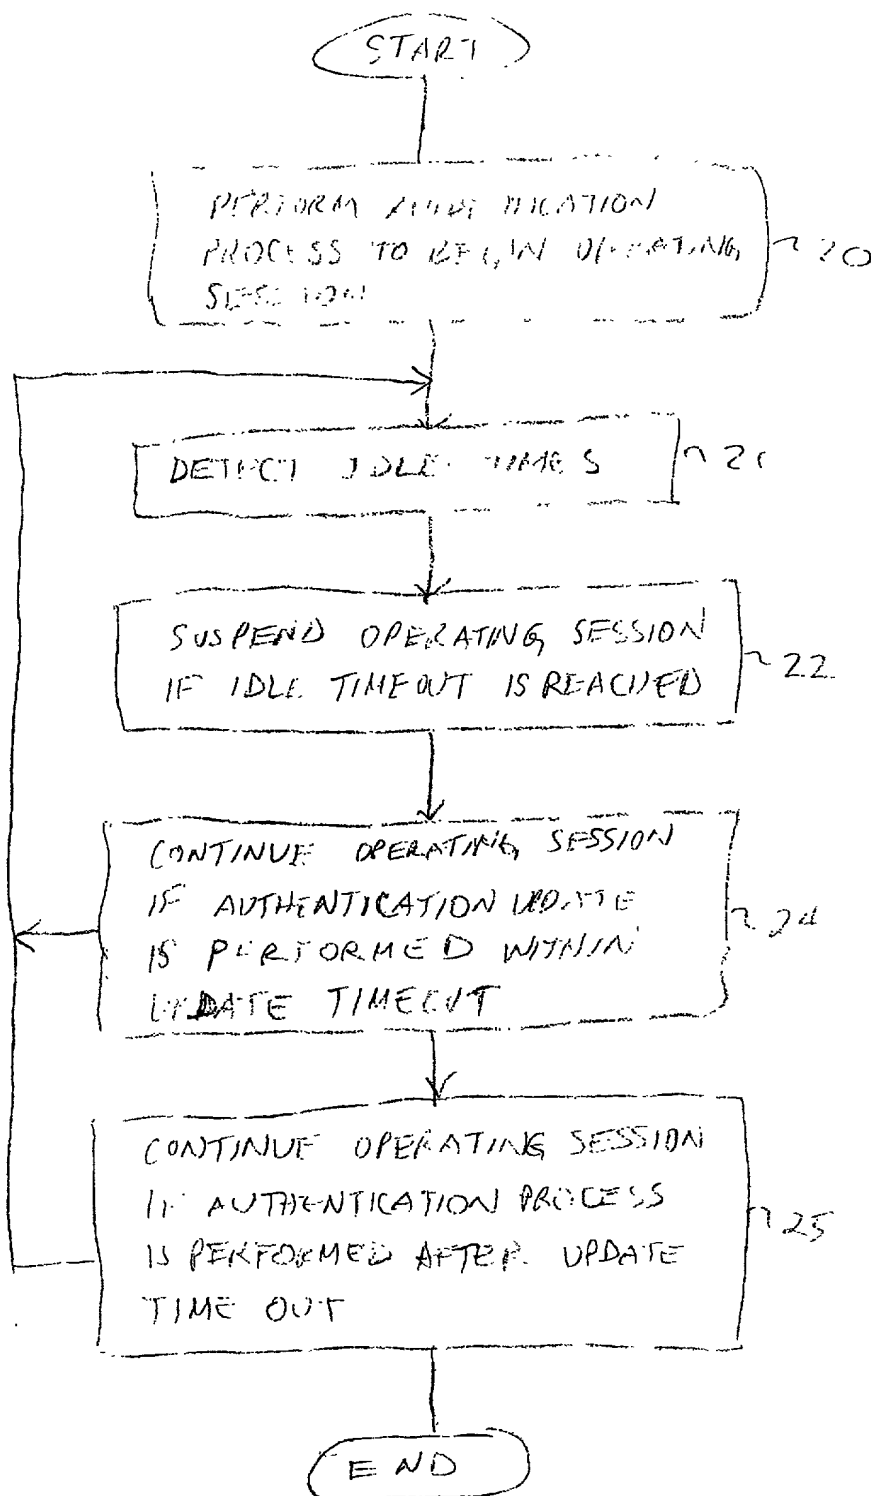 START
PERFORM AUTHENTICATION
PROCESS TO BEGIN OPERATING
SESSION
20
DETECT IDLE TIMES
21
SUSPEND OPERATING SESSION
IF IDLE TIMEOUT IS REACHED
22
CONTINUE OPERATING SESSION
IF AUTHENTICATION UPDATE
IS PERFORMED WITHIN
UPDATE TIMEOUT
24
CONTINUE OPERATING SESSION
IF AUTHENTICATION PROCESS
IS PERFORMED AFTER UPDATE
TIME OUT
25
END